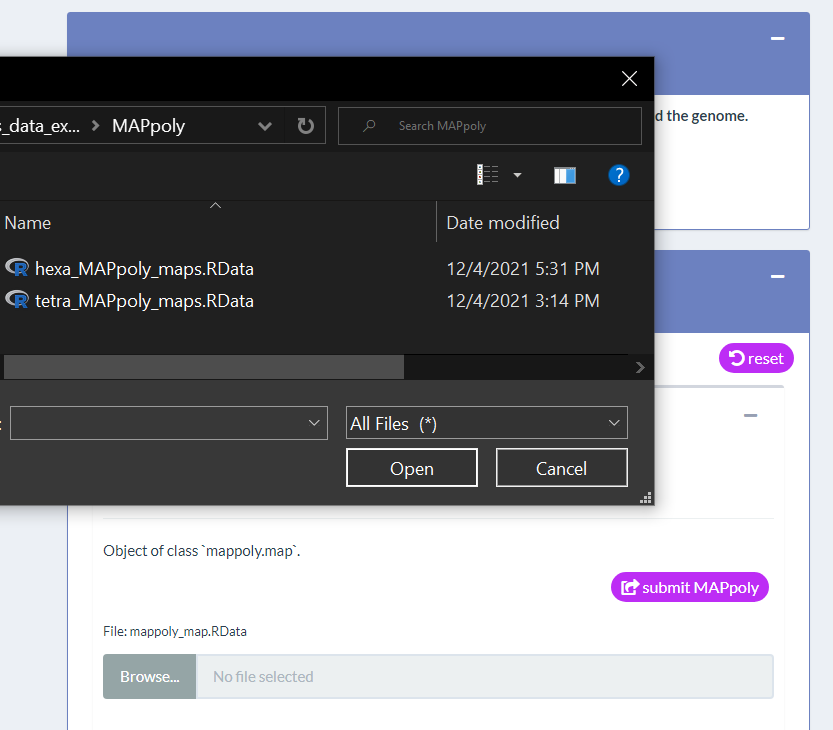 d the genome.
s_data_ex... > MAPpoly
Search MAPpoly
?
Name Date modified
hexa_MAPpoly_maps.RData 12/4/2021 5:31 PM
tetra_MAPpoly_maps.RData 12/4/2021 3:14 PM
reset
: All Files (*)
Open Cancel
Object of class `mappoly.map`.
submit MAPpoly
File: mappoly_map.RData
Browse... No file selected